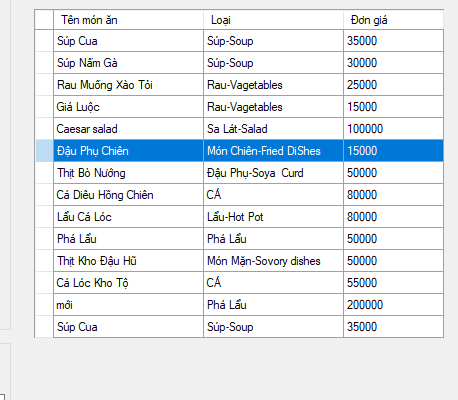 Tên món ăn Loại Đơn giá
Súp Cua Súp-Soup 35000
Súp Nấm Gà Súp-Soup 30000
Rau Muống Xào Tỏi Rau-Vagetables 25000
Giá Luộc Rau-Vagetables 15000
Caesar salad Sa Lát-Salad 100000
Đậu Phụ Chiên Món Chiên-Fried DiShes 15000
Thịt Bò Nướng Đậu Phụ-Soya Curd 50000
Cá Diêu Hồng Chiên CÁ 80000
Lẩu Cá Lóc Lẩu-Hot Pot 80000
Phá Lẩu Phá Lẩu 50000
Thịt Kho Đậu Hũ Món Mặn-Sovory dishes 50000
Cá Lóc Kho Tộ CÁ 55000
mới Phá Lẩu 200000
Súp Cua Súp-Soup 35000